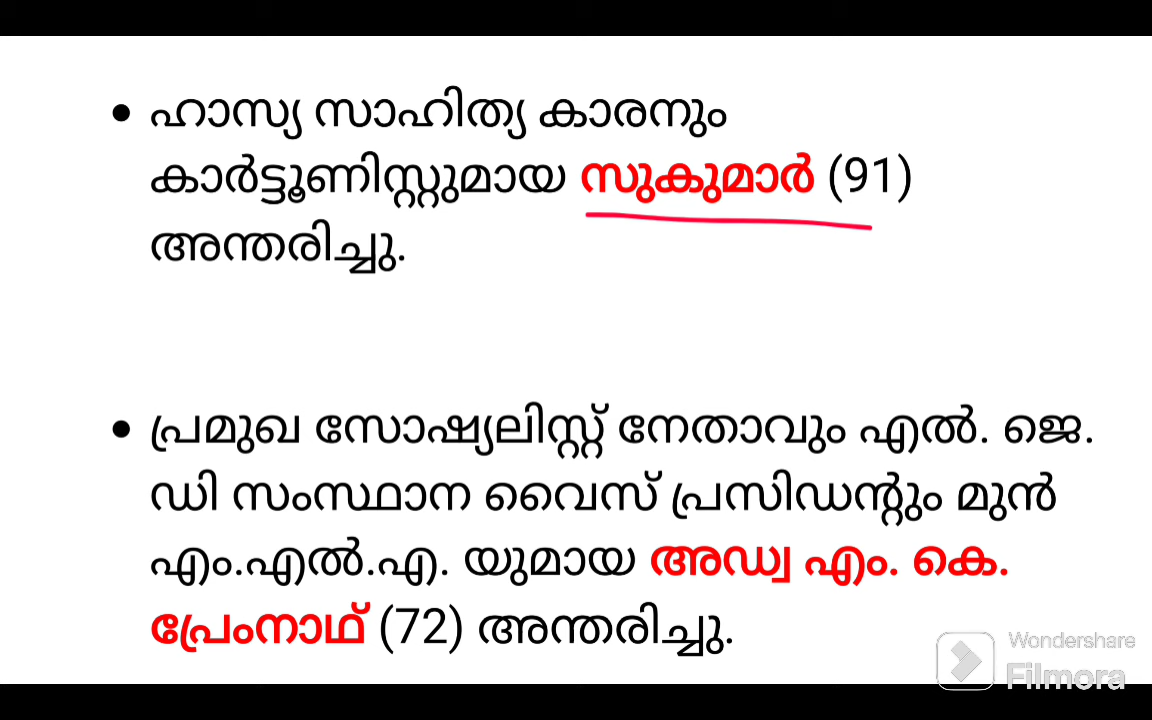 • ഹാസ്യ സാഹിത്യ കാരനും
കാർട്ടൂണിസ്റ്റുമായ സുകുമാർ (91)
അന്തരിച്ചു.
• പ്രമുഖ സോഷ്യലിസ്റ്റ് നേതാവും എൽ. ജെ.
ഡി സംസ്ഥാന വൈസ് പ്രസിഡന്റും മുൻ
എം.എൽ.എ. യുമായ അഡ്വ എം. കെ.
പ്രേംനാഥ് (72) അന്തരിച്ചു.
Wondershare
Filmora